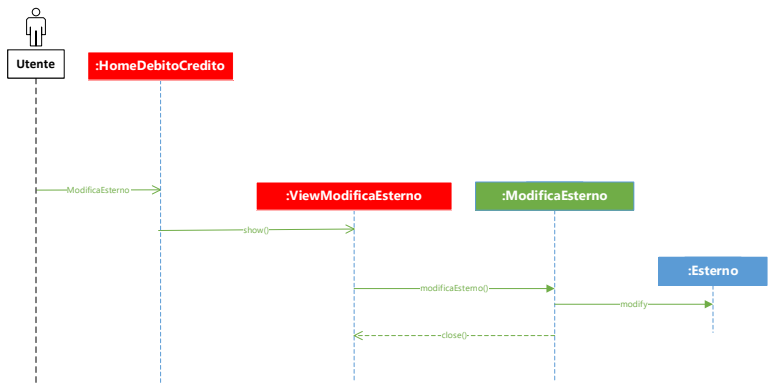 Utente
:HomeDebitoCredito
ModificaEsterno
:ViewModificaEsterno
:ModificaEsterno
show()
:Esterno
modificaEsterno()
modify
close()